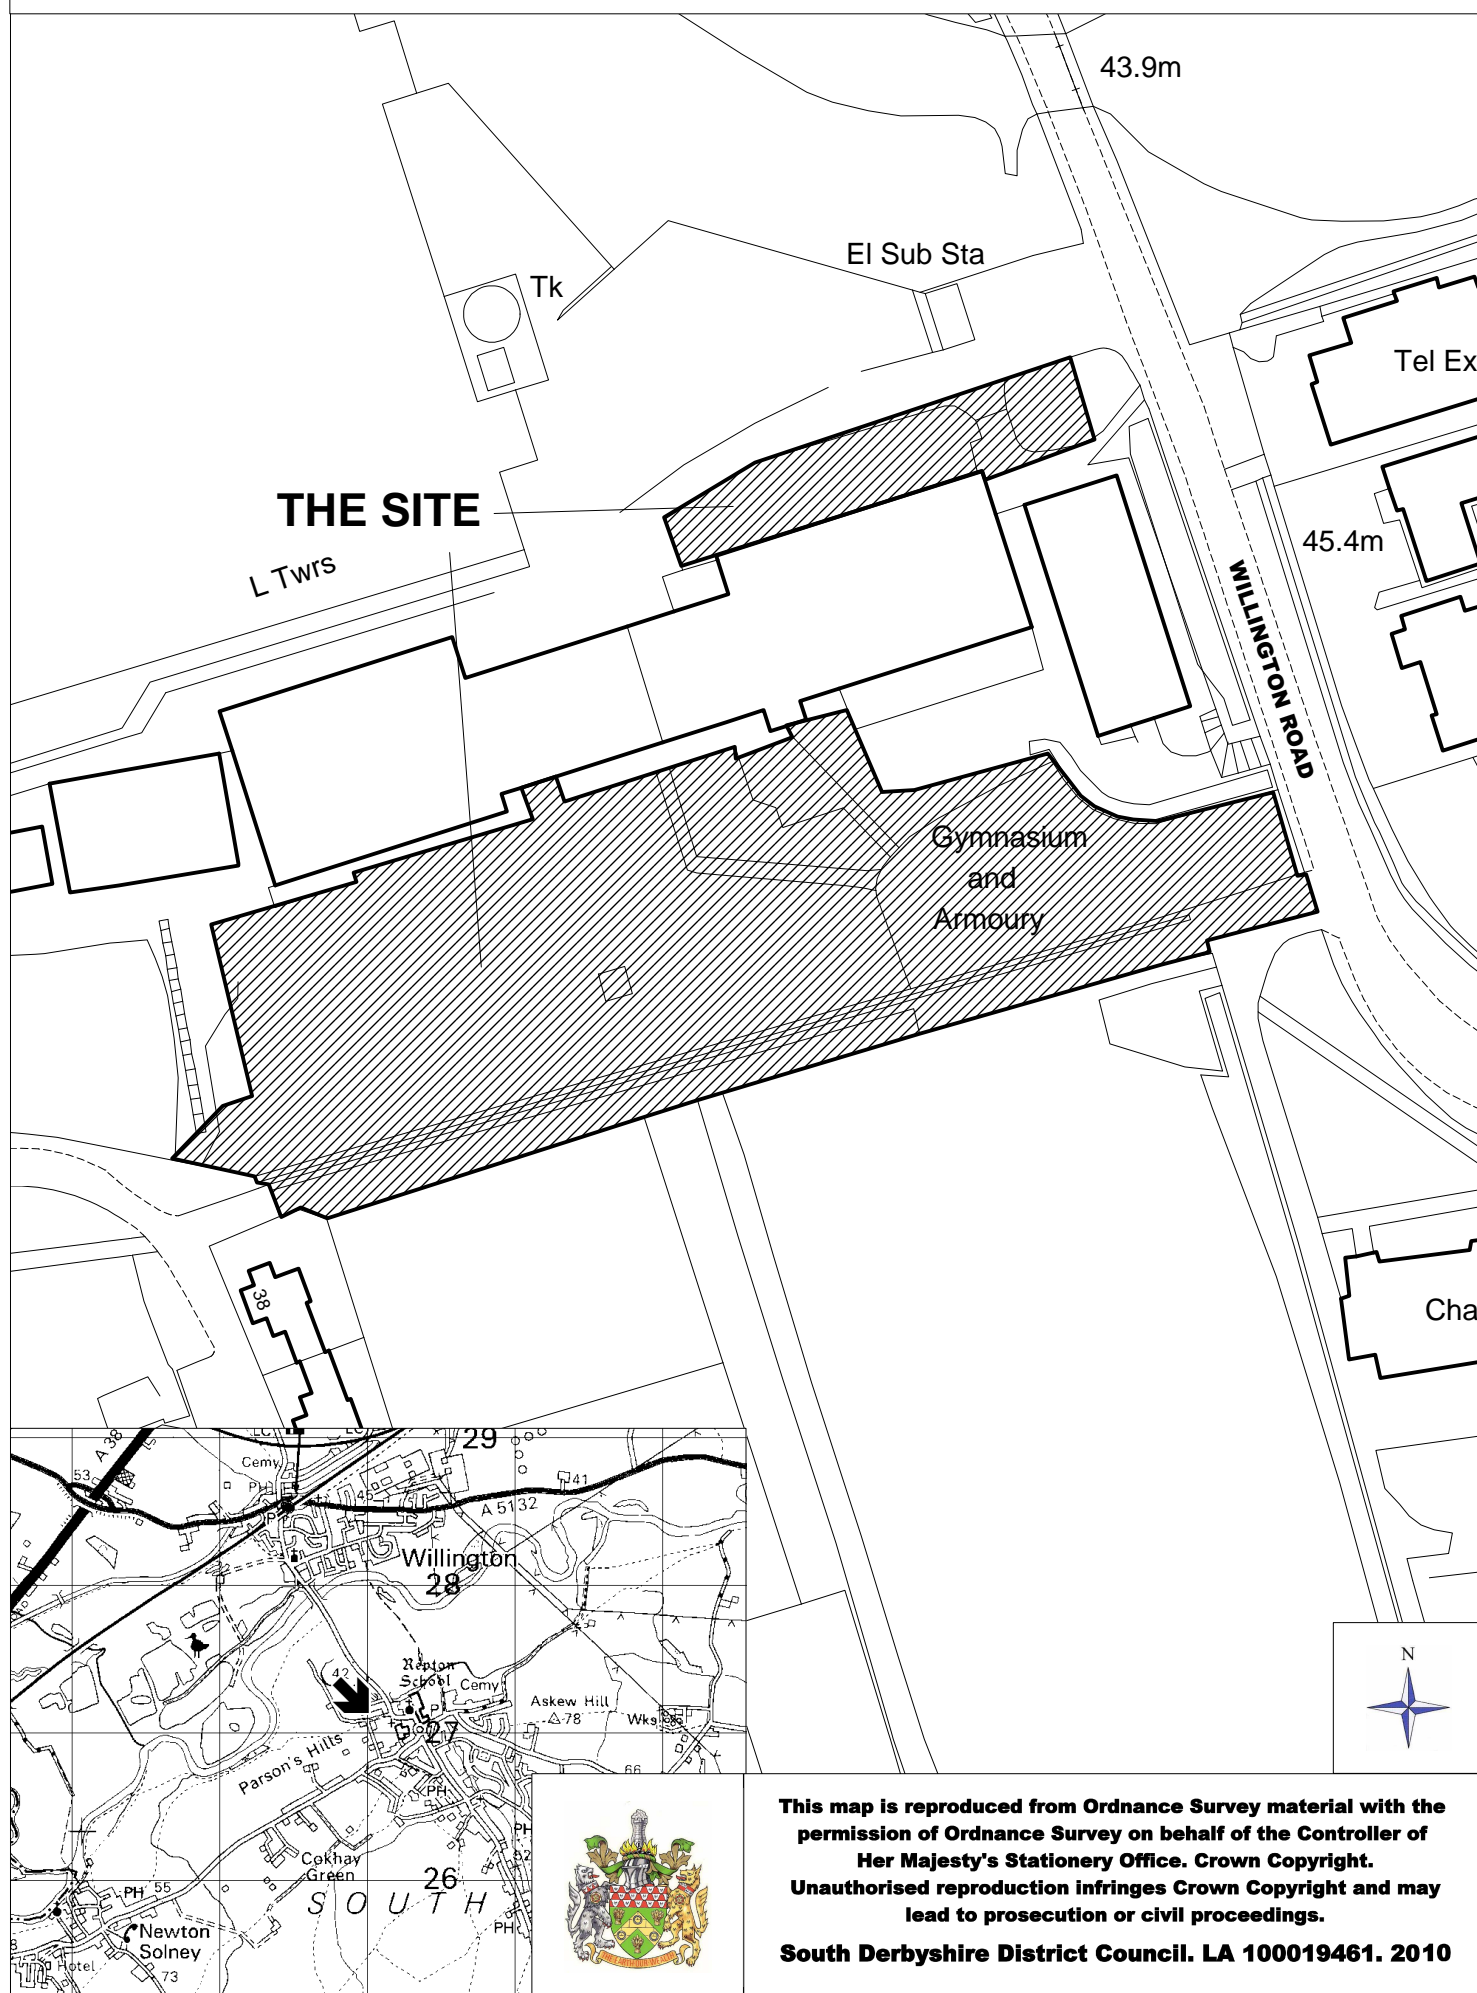 43.9m
El Sub Sta
Tk
Tel Ex
THE SITE
45.4m
L Twrs
WILLINGTON ROAD
Gymnasium
and
Armoury
38
Cha
A 38
29
Cemy
53
PH
41
45
A 5132
P
Willington
28
42
Repton
School
Cemy
P
Askew Hill
78
Wks
27
Parson's Hills
66
PH
PH
52
Cokhay
Green
26
SOUTH
PH
PH 55
Newton
Solney
Hotel
73
N
This map is reproduced from Ordnance Survey material with the
permission of Ordnance Survey on behalf of the Controller of
Her Majesty's Stationery Office. Crown Copyright.
Unauthorised reproduction infringes Crown Copyright and may
lead to prosecution or civil proceedings.
South Derbyshire District Council. LA 100019461. 2010